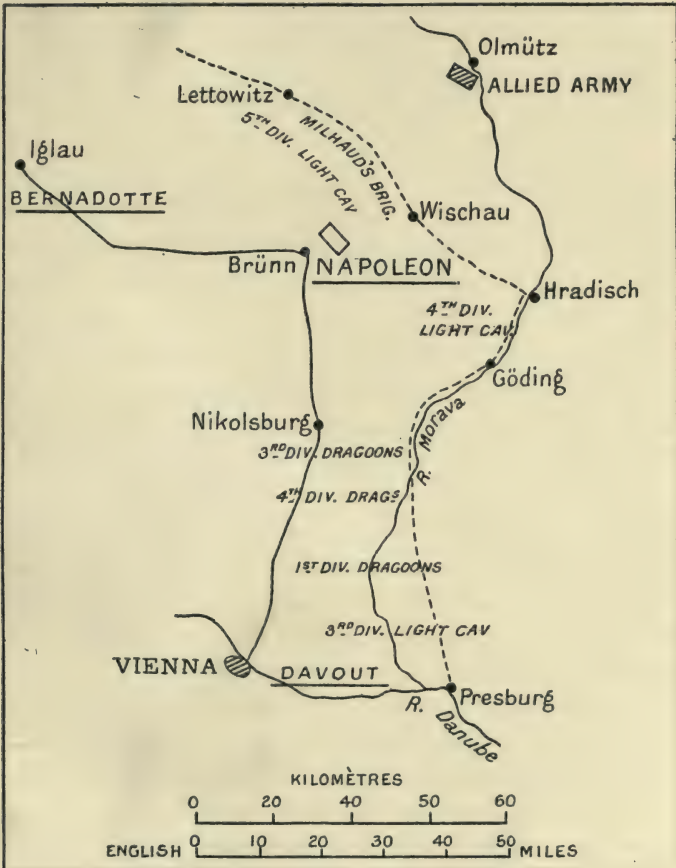 Olmütz
ALLIED ARMY
Lettowitz
MILHAUD'S BRIG.
5TH DIV. LIGHT CAV
Iglau
BERNADOTTE
Wischau
Brünn
NAPOLEON
Hradisch
4TH DIV.
LIGHT CAV.
Göding
Nikolsburg
R. Morava
3RD DIV. DRAGOONS
4TH DIV. DRAGS
1ST DIV. DRAGOONS
3RD DIV. LIGHT CAV
VIENNA
DAVOUT
Presburg
R. Danube
KILOMÈTRES
0 20 40 50 60
ENGLISH 0 10 20 30 40 50 MILES